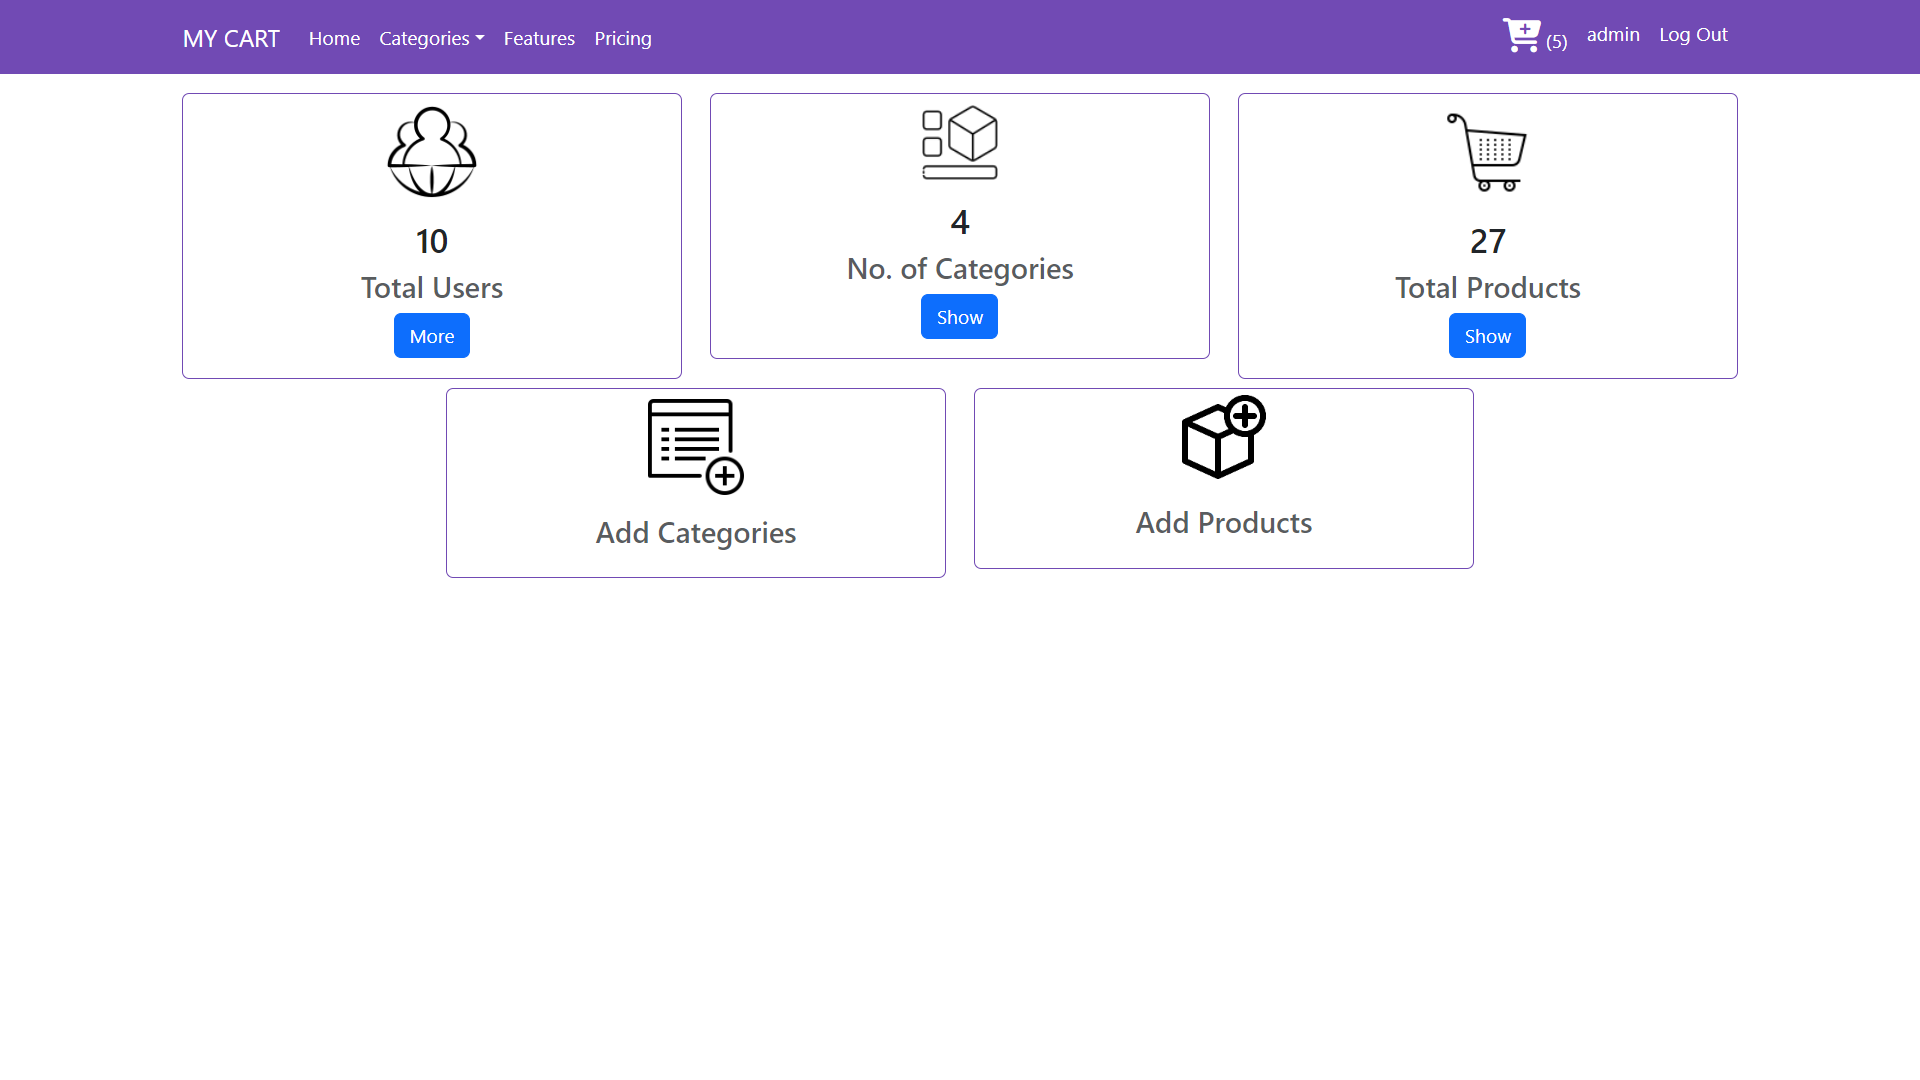 MY CART Home Categories Features Pricing (5) admin Log Out
10
Total Users
More
4
No. of Categories
Show
27
Total Products
Show
Add Categories
Add Products